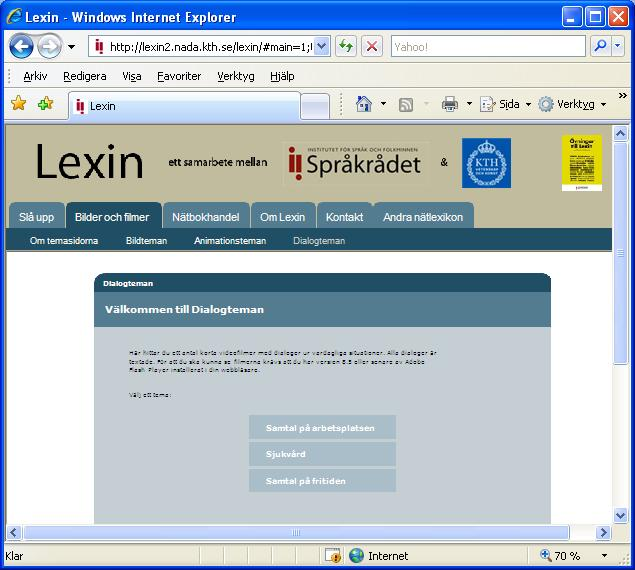 Lexin - Windows Internet Explorer
http://lexin2.nada.kth.se/lexin/#main=1;
Yahoo!
Arkiv Redigera Visa Favoriter Verktyg Hjälp
Lexin
Sida Verktyg »
Lexin ett samarbete mellan
INSTITUTET FÖR SPRÅK OCH FOLKMINNEN
Språkrådet & KTH
VETENSKAP OCH KONST
Övningar till Lexin
Slå upp Bilder och filmer Nätbokhandel Om Lexin Kontakt Andra nätlexikon
Om temasidorna Bildteman Animationsteman Dialogteman
Dialogteman
Välkommen till Dialogteman
Här hittar du ett antal korta videofilmer med dialoger ur vardagliga situationer. Alla dialoger är
textade. För att du ska kunna se filmerna krävs att du har version 8.5 eller senare av Adobe
Flash Player installerat i din webbläsare.
Välj ett tema:
Samtal på arbetsplatsen
Sjukvård
Samtal på fritiden
Klar Internet 70 %